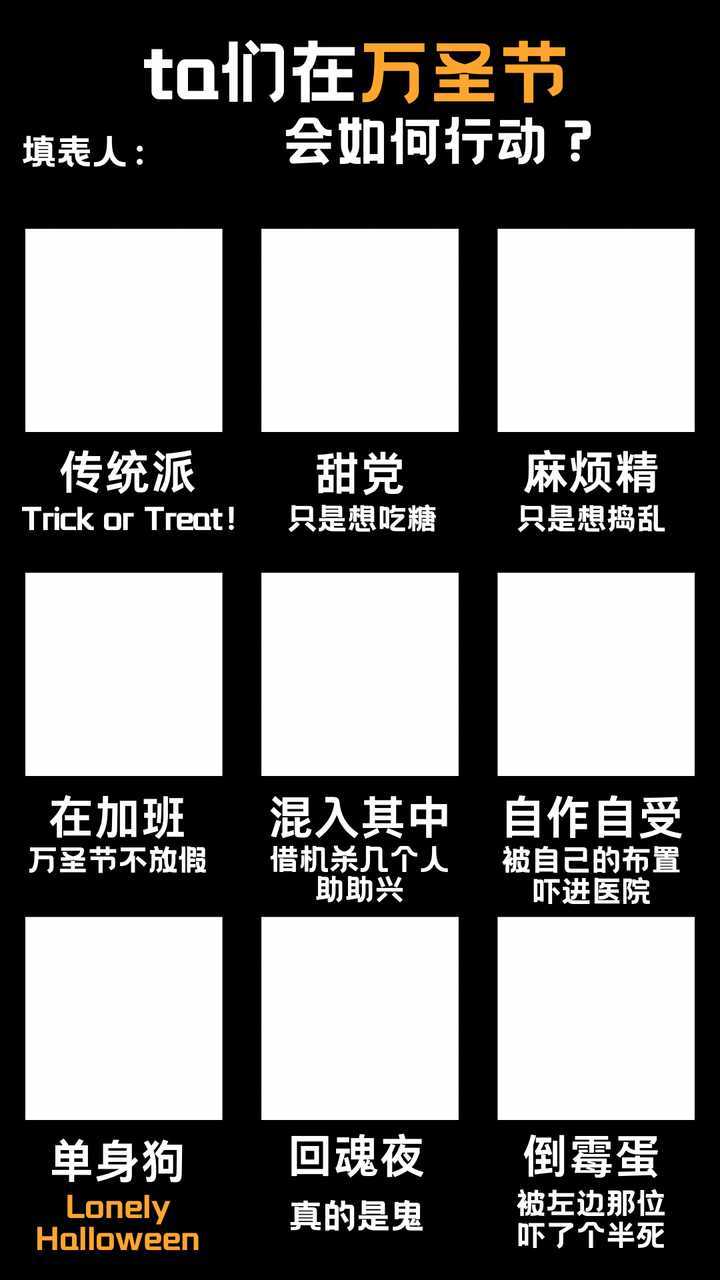 ta们在万圣节
会如何行动？
填表人：
传统派
Trick or Treat!
甜党
只是想吃糖
麻烦精
只是想捣乱
在加班
万圣节不放假
混入其中
借机杀几个人
助助兴
自作自受
被自己的布置
吓进医院
单身狗
Lonely
Halloween
回魂夜
真的是鬼
倒霉蛋
被左边那位
吓了个半死